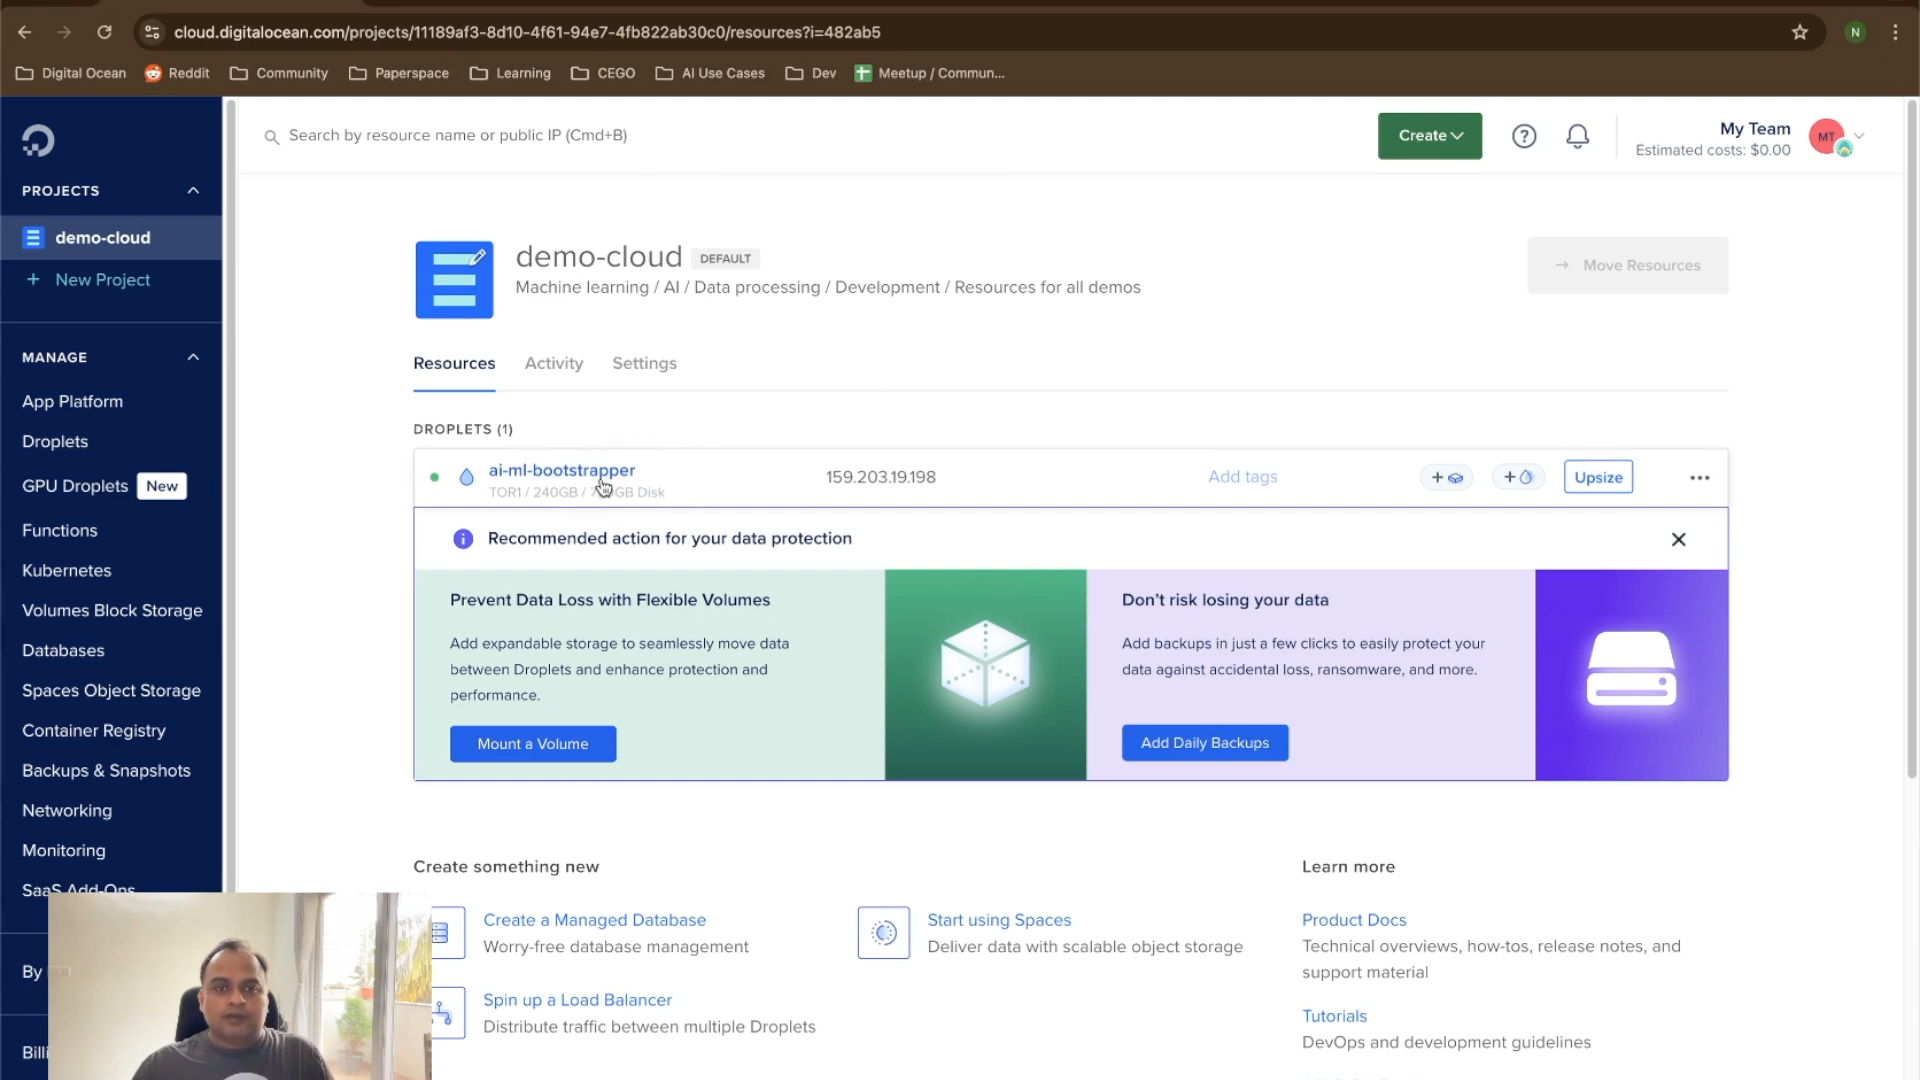 cloud.digitalocean.com/projects/11189af3-8d10-4f61-94e7-4fb822ab30c0/resources?i=482ab5
N
Digital Ocean
Reddit
Community
Paperspace
Learning
CEGO
AI Use Cases
Dev
Meetup / Commun...
Search by resource name or public IP (Cmd+B)
Create
?
My Team
Estimated costs: $0.00
MT
PROJECTS
demo-cloud
+ New Project
MANAGE
App Platform
Droplets
GPU Droplets New
Functions
Kubernetes
Volumes Block Storage
Databases
Spaces Object Storage
Container Registry
Backups & Snapshots
Networking
Monitoring
SaaS Add-Ons
By
Billi
demo-cloud DEFAULT
Machine learning / AI / Data processing / Development / Resources for all demos
→ Move Resources
Resources
Activity
Settings
DROPLETS (1)
ai-ml-bootstrapper
TOR1 / 240GB / GB Disk
159.203.19.198
Add tags
+
+
Upsize
Recommended action for your data protection
Prevent Data Loss with Flexible Volumes
Add expandable storage to seamlessly move data
between Droplets and enhance protection and
performance.
Mount a Volume
Don't risk losing your data
Add backups in just a few clicks to easily protect your
data against accidental loss, ransomware, and more.
Add Daily Backups
Create something new
Create a Managed Database
Worry-free database management
Spin up a Load Balancer
Distribute traffic between multiple Droplets
Start using Spaces
Deliver data with scalable object storage
Learn more
Product Docs
Technical overviews, how-tos, release notes, and
support material
Tutorials
DevOps and development guidelines